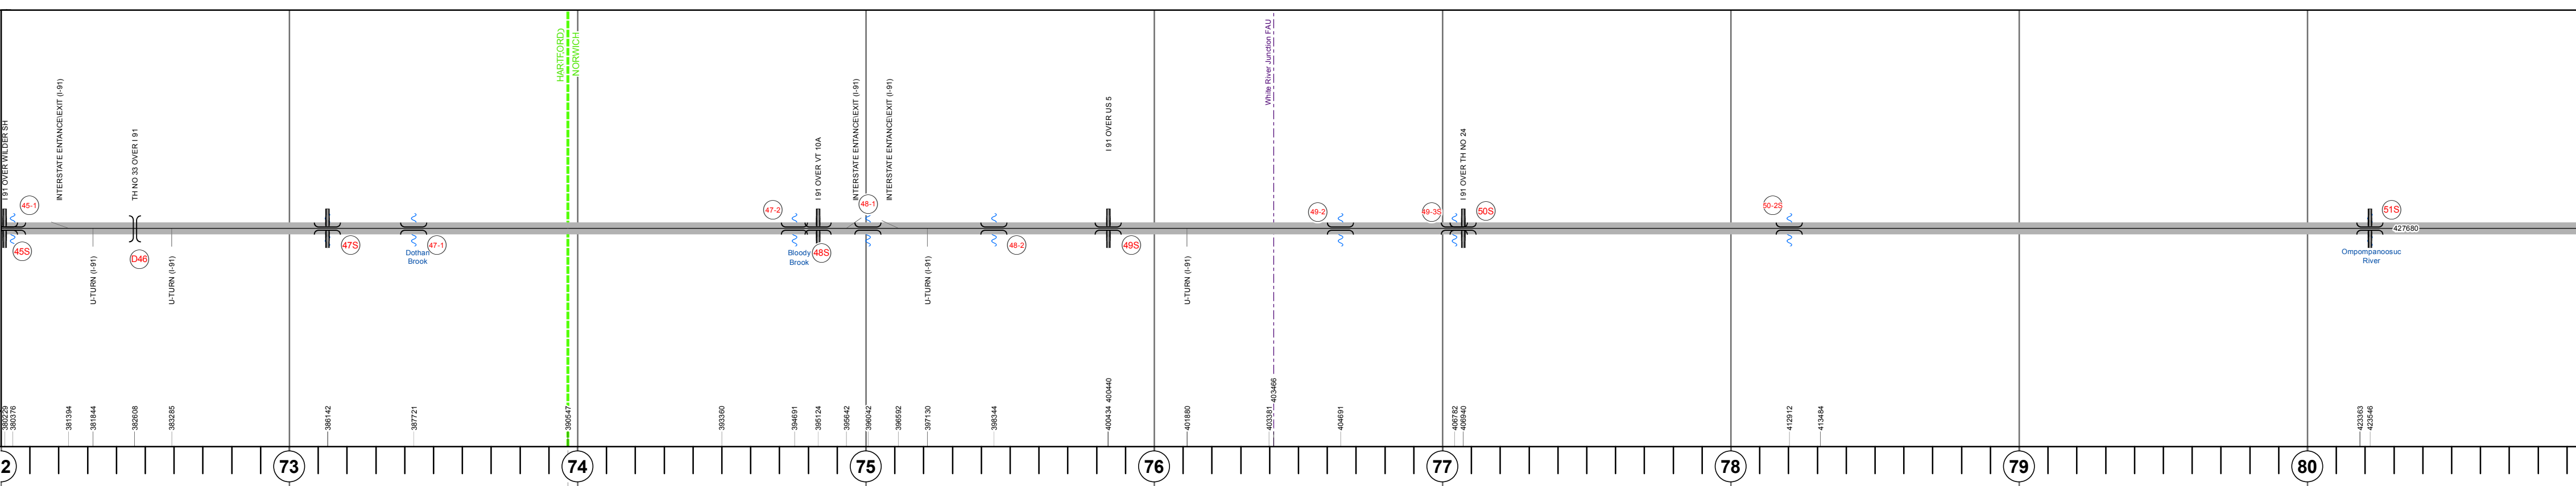 HARTFORD
NORWICH
White River Junction FAU
I 91 OVER WILDER SH
INTERSTATE ENTANCE\EXIT (I-91)
TH NO 33 OVER I 91
I 91 OVER VT 10A
INTERSTATE ENTANCE\EXIT (I-91)
INTERSTATE ENTANCE\EXIT (I-91)
I 91 OVER US 5
I 91 OVER TH NO 24
45-1
47-2
48-1
49-2
49-3S
50S
50-2S
51S
427680
45S
D46
47S
47-1
48S
48-2
49S
Dothan
Brook
Bloody
Brook
Ompompanoosuc
River
U-TURN (I-91)
U-TURN (I-91)
U-TURN (I-91)
U-TURN (I-91)
380229
380376
381394
381844
382608
383285
386142
387721
390547
393360
394691
395124
395642
396042
396592
397130
398344
400434 400440
401880
403381
403466
404691
406782
406940
412912
413484
423363
423546
2
73
74
75
76
77
78
79
80